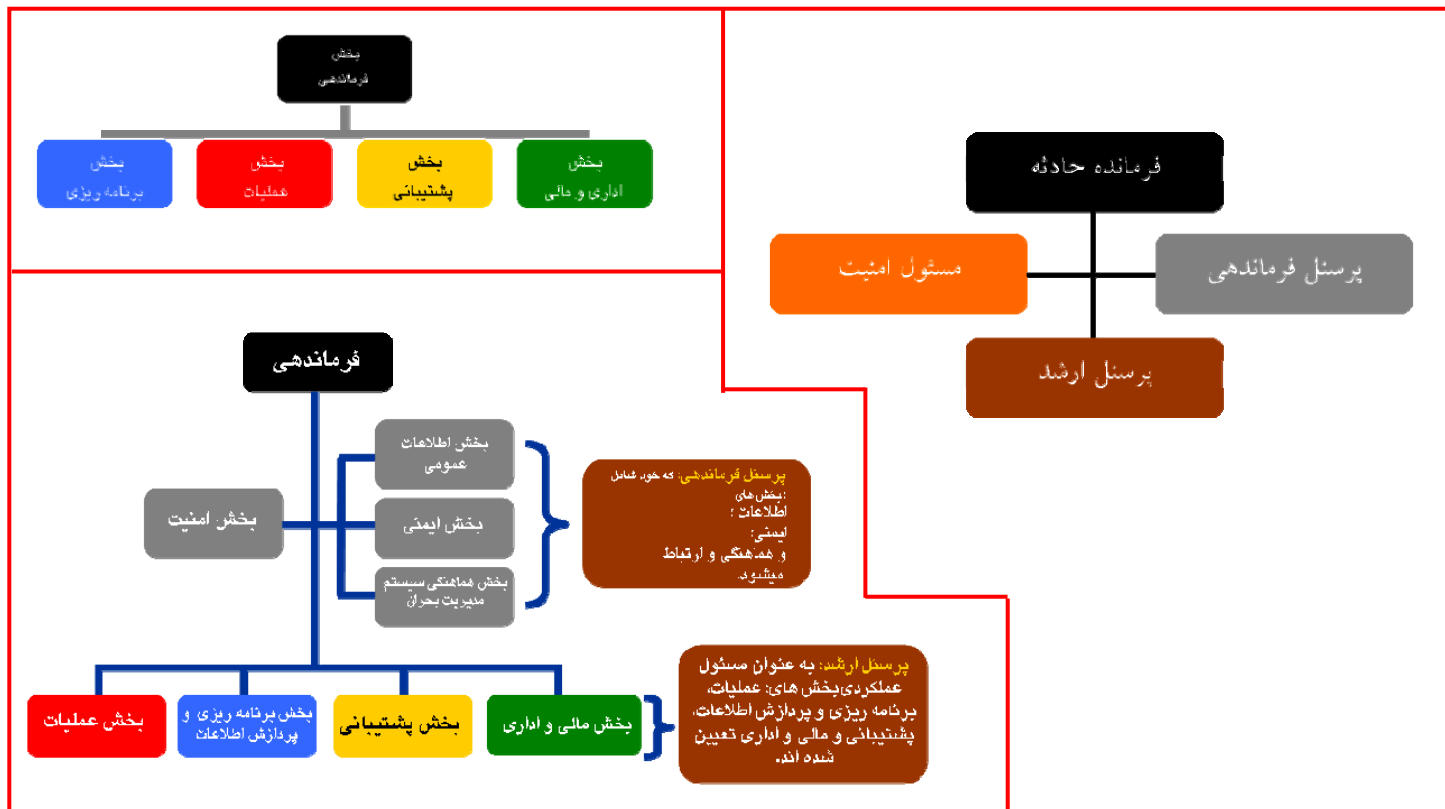 بخش
فرماندهی
بخش
اداری و مالی
بخش
پشتیبانی
بخش
عملیات
بخش
برنامه ریزی
فرمانده حادثه
پرسنل فرماندهی
مسئول امنیت
پرسنل ارشد
فرماندهی
بخش اطلاعات
عمومی
بخش ایمنی
بخش هماهنگی سیستم
مدیریت بحران
بخش امنیت
پرسنل فرماندهی: که خود شامل
بخش‌های:
اطلاعات ؛
ایمنی؛
و هماهنگی و ارتباط
میشود.
بخش مالی و اداری
بخش پشتیبانی
بخش برنامه ریزی و
پردازش اطلاعات
بخش عملیات
پرسنل ارشد: به عنوان مسئول
عملکردی بخش های: عملیات،
برنامه ریزی و پردازش اطلاعات،
پشتیبانی و مالی و اداری تعیین
شده اند.